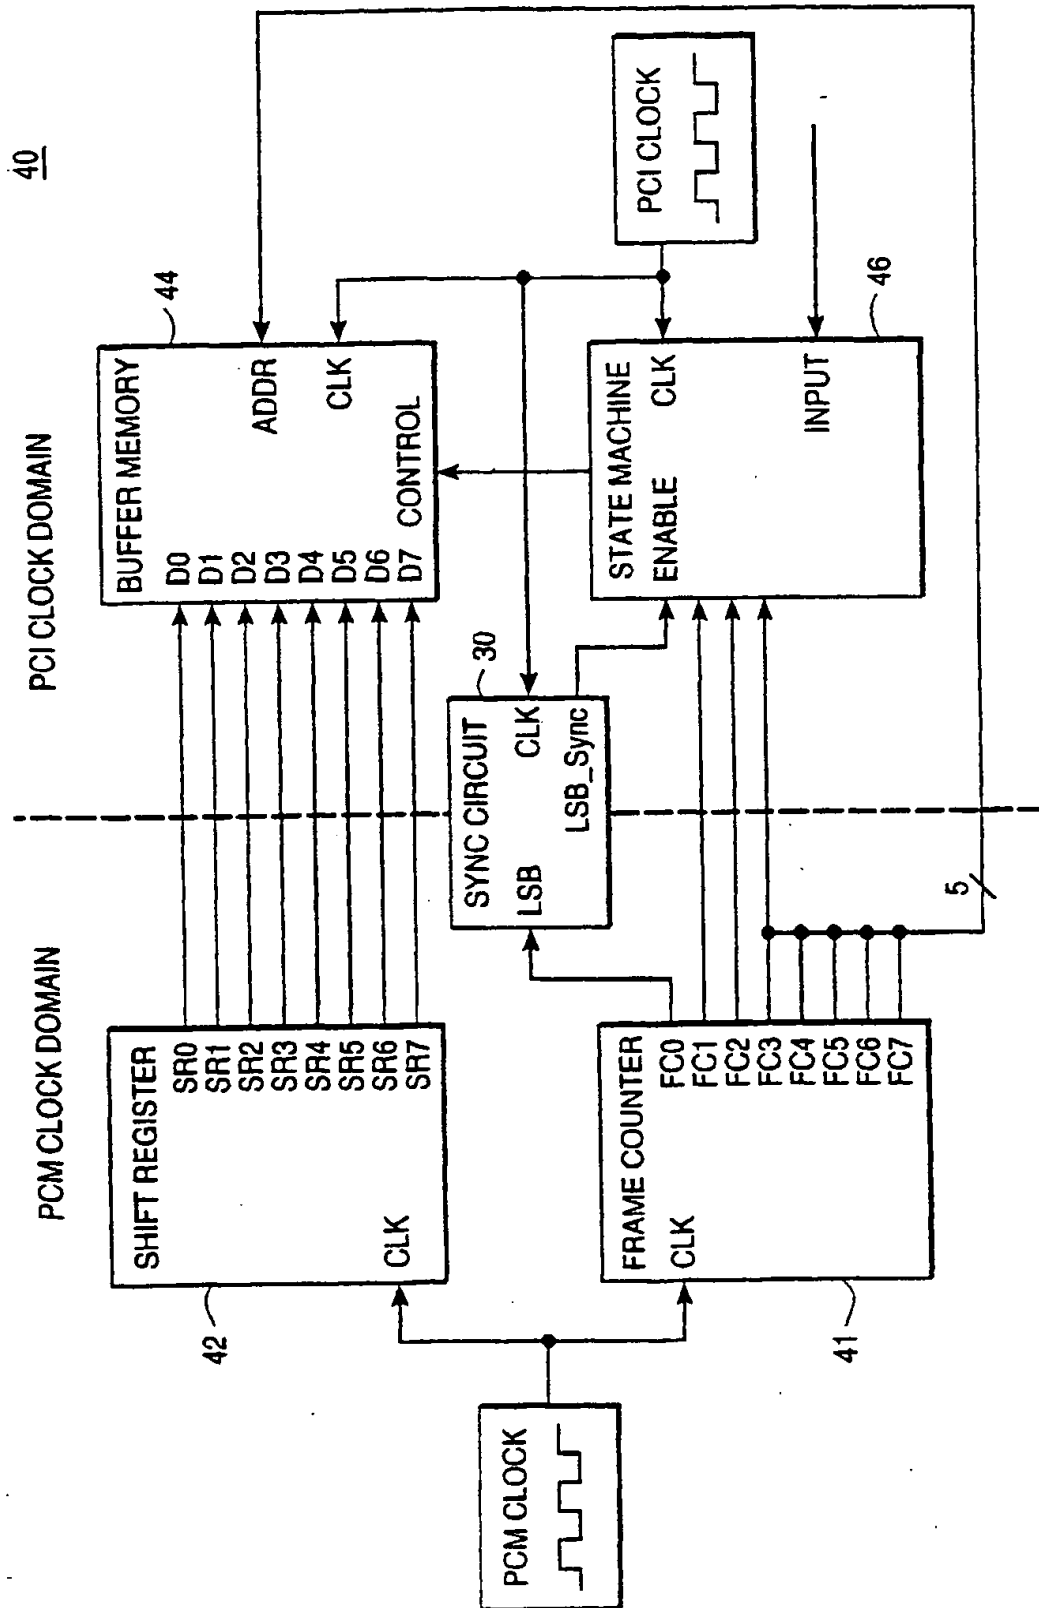 40
PCM CLOCK DOMAIN
PCI CLOCK DOMAIN
SHIFT REGISTER
SR0
SR1
SR2
SR3
SR4
SR5
SR6
SR7
CLK
42
BUFFER MEMORY
D0
D1
D2
D3
D4
D5
D6
D7
ADDR
CLK
CONTROL
44
PCM CLOCK
SYNC CIRCUIT
LSB
CLK
LSB_Sync
30
PCI CLOCK
FRAME COUNTER
CLK
FC0
FC1
FC2
FC3
FC4
FC5
FC6
FC7
41
STATE MACHINE
ENABLE
CLK
INPUT
46
5